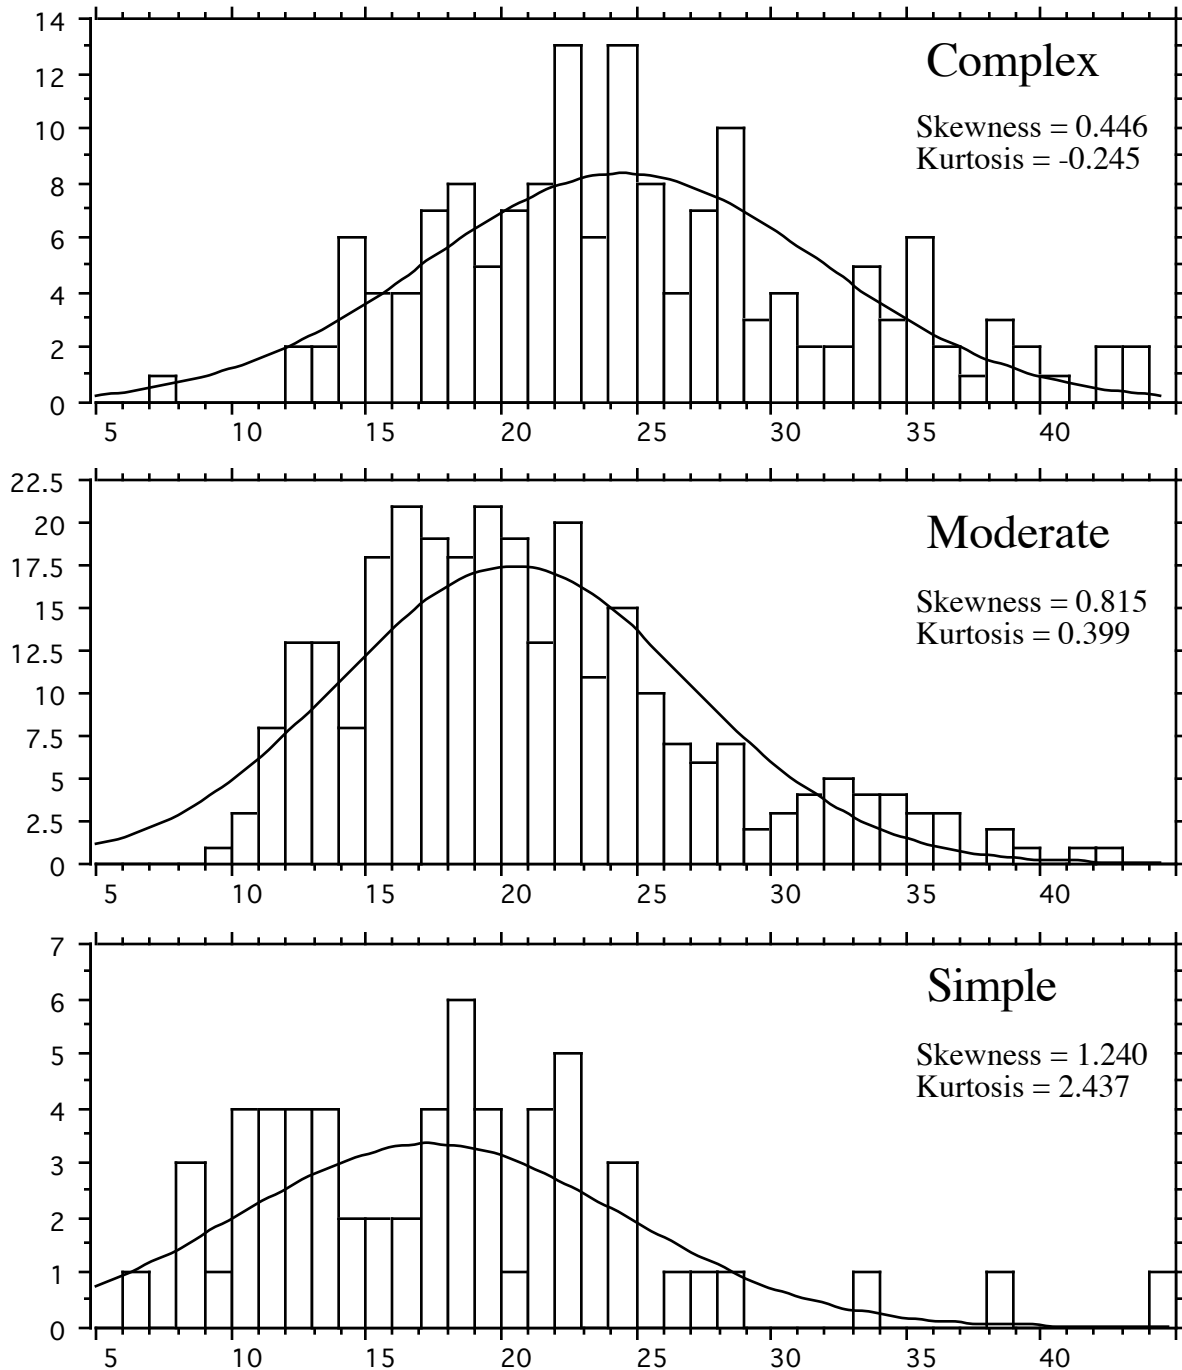 14
12
10
8
6
4
2
0
Complex
Skewness = 0.446
Kurtosis = -0.245
5 10 15 20 25 30 35 40
22.5
20
17.5
15
12.5
10
7.5
5
2.5
0
Moderate
Skewness = 0.815
Kurtosis = 0.399
5 10 15 20 25 30 35 40
7
6
5
4
3
2
1
0
Simple
Skewness = 1.240
Kurtosis = 2.437
5 10 15 20 25 30 35 40